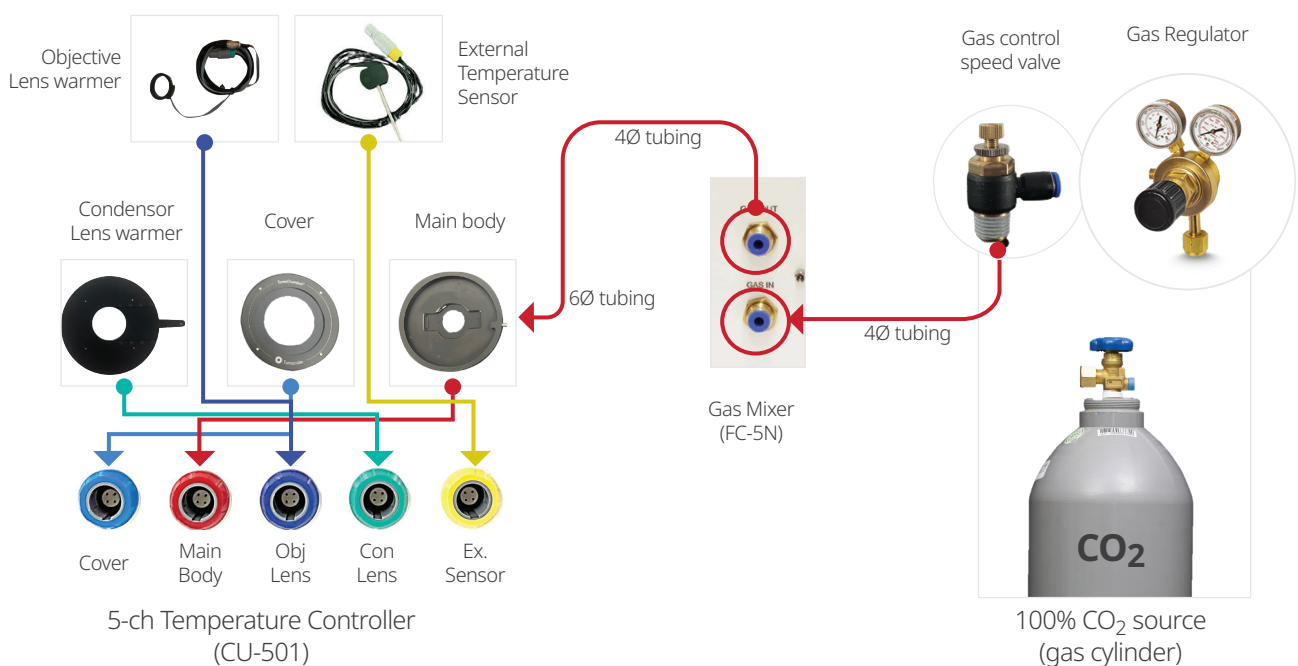 Objective
Lens warmer
External
Temperature
Sensor
Gas control
speed valve
Gas Regulator
4Ø tubing
Condensor
Lens warmer
Cover
Main body
6Ø tubing
GAS IN
4Ø tubing
Gas Mixer
(FC-5N)
Cover
Main
Body
Obj
Lens
Con
Lens
Ex.
Sensor
5-ch Temperature Controller
(CU-501)
CO₂
100% CO₂ source
(gas cylinder)